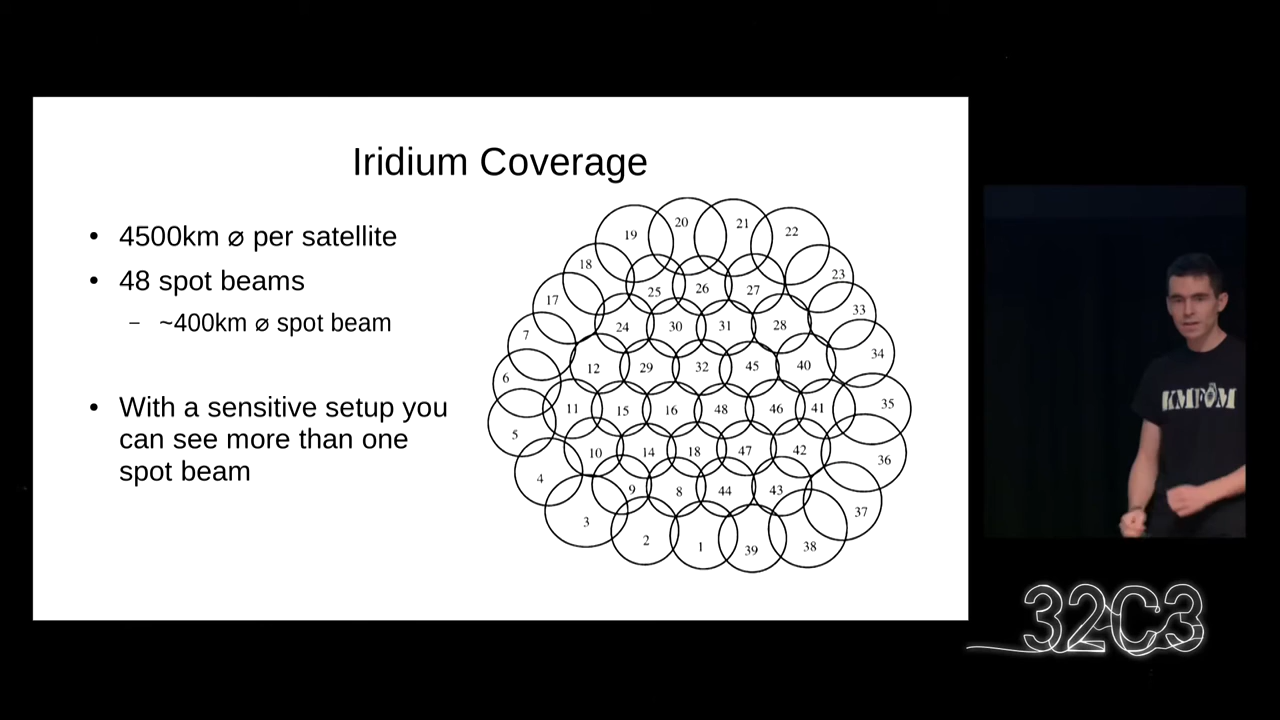 Iridium Coverage
• 4500km ⌀ per satellite
• 48 spot beams
– ~400km ⌀ spot beam
• With a sensitive setup you
can see more than one
spot beam
19 20 21 22
18 23
25 26 27
17 33
7 24 30 31 28
34
12 29 32 45 40
6
11 15 16 48 46 41 35
5
10 14 18 47 42 36
4
9 8 44 43
3 37
2 1 39 38
KMFDM
32C3